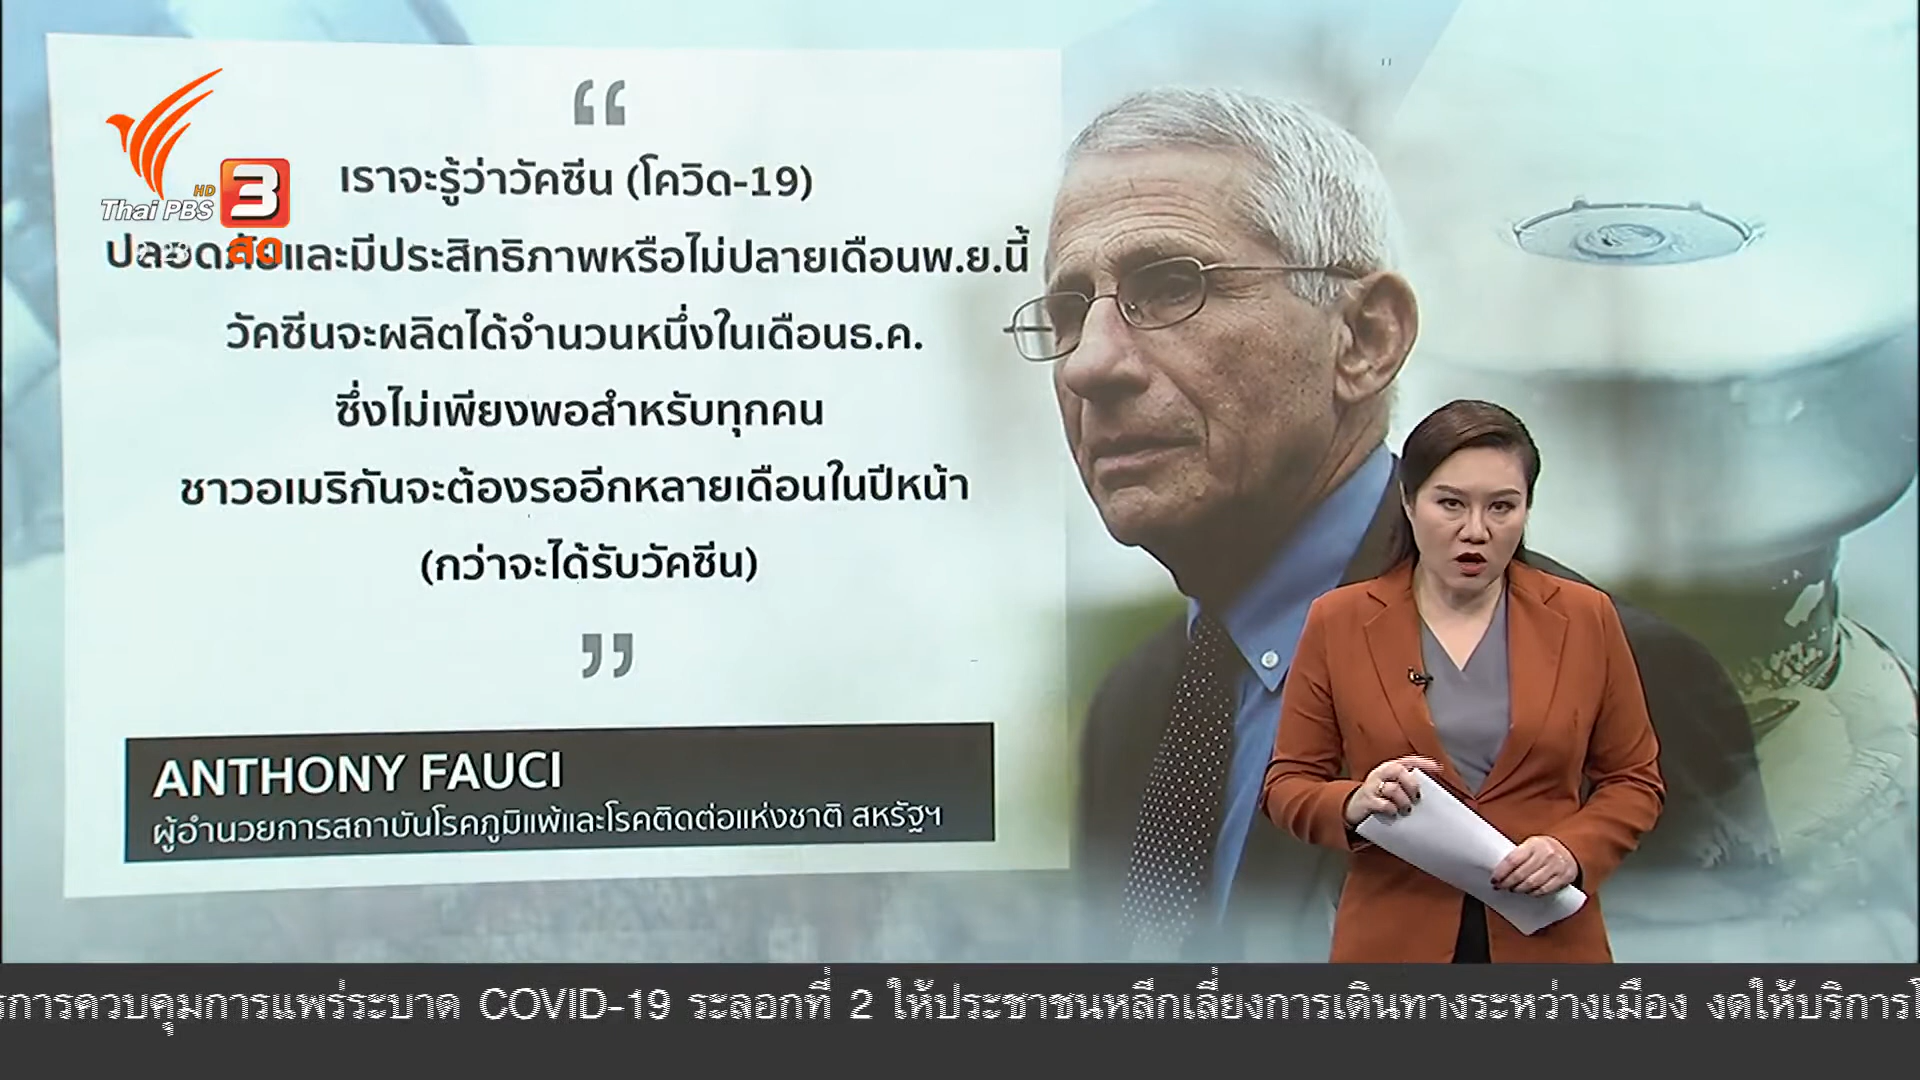 Thai PBS HD 3
สด
“
เราจะรู้ว่าวัคซีน (โควิด-19)
ปลอดภัยและมีประสิทธิภาพหรือไม่ปลายเดือนพ.ย.นี้
วัคซีนจะผลิตได้จำนวนหนึ่งในเดือนธ.ค.
ซึ่งไม่เพียงพอสำหรับทุกคน
ชาวอเมริกันจะต้องรออีกหลายเดือนในปีหน้า
(กว่าจะได้รับวัคซีน)
”
ANTHONY FAUCI
ผู้อำนวยการสถาบันโรคภูมิแพ้และโรคติดต่อแห่งชาติ สหรัฐฯ
รการควบคุมการแพร่ระบาด COVID-19 ระลอกที่ 2 ให้ประชาชนหลีกเลี่ยงการเดินทางระหว่างเมือง งดให้บริการ